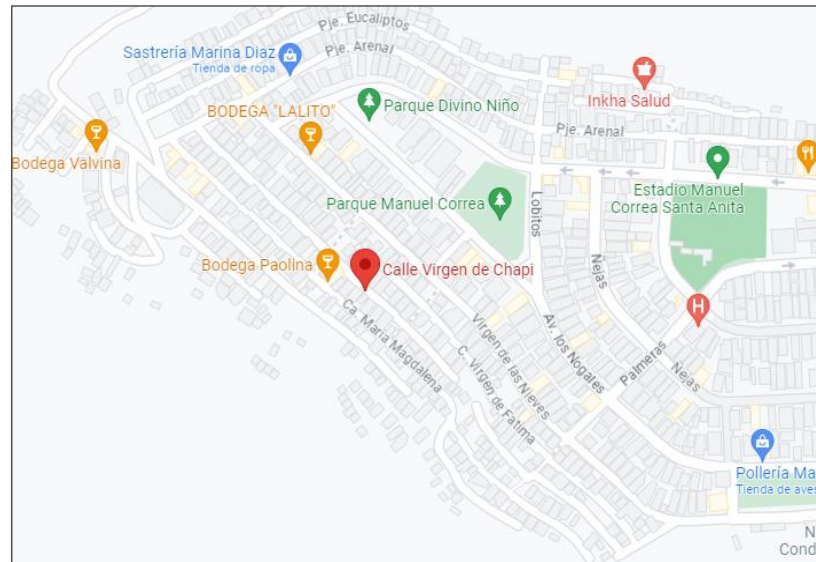 Pje. Eucaliptos
Sastrería Marina Diaz
Tienda de ropa
Pje. Arenal
Inkha Salud
BODEGA "LALITO"
Parque Divino Niño
Pje. Arenal
Bodega Valvina
Estadio Manuel
Correa Santa Anita
Parque Manuel Correa
Lobitos
Ñejas
Bodega Paolina
Calle Virgen de Chapi
H
Ca. Maria Magdalena
Virgen de las Nieves
Av. los Nogales
C. Virgen de Fatima
Palmeras
Ñejas
Pollería Ma
Tienda de aves
N
Cond